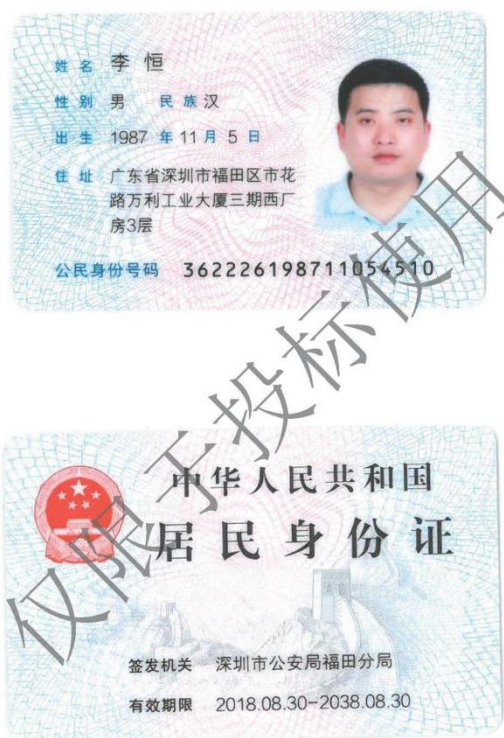 姓名 李恒
性别 男 民族 汉
出生 1987 年 11 月 5 日
住址 广东省深圳市福田区市花
路万利工业大厦三期西厂
房3层
公民身份号码 362226198711054510
中华人民共和国
居民身份证
签发机关 深圳市公安局福田分局
有效期限 2018.08.30-2038.08.30
仅限于投标使用